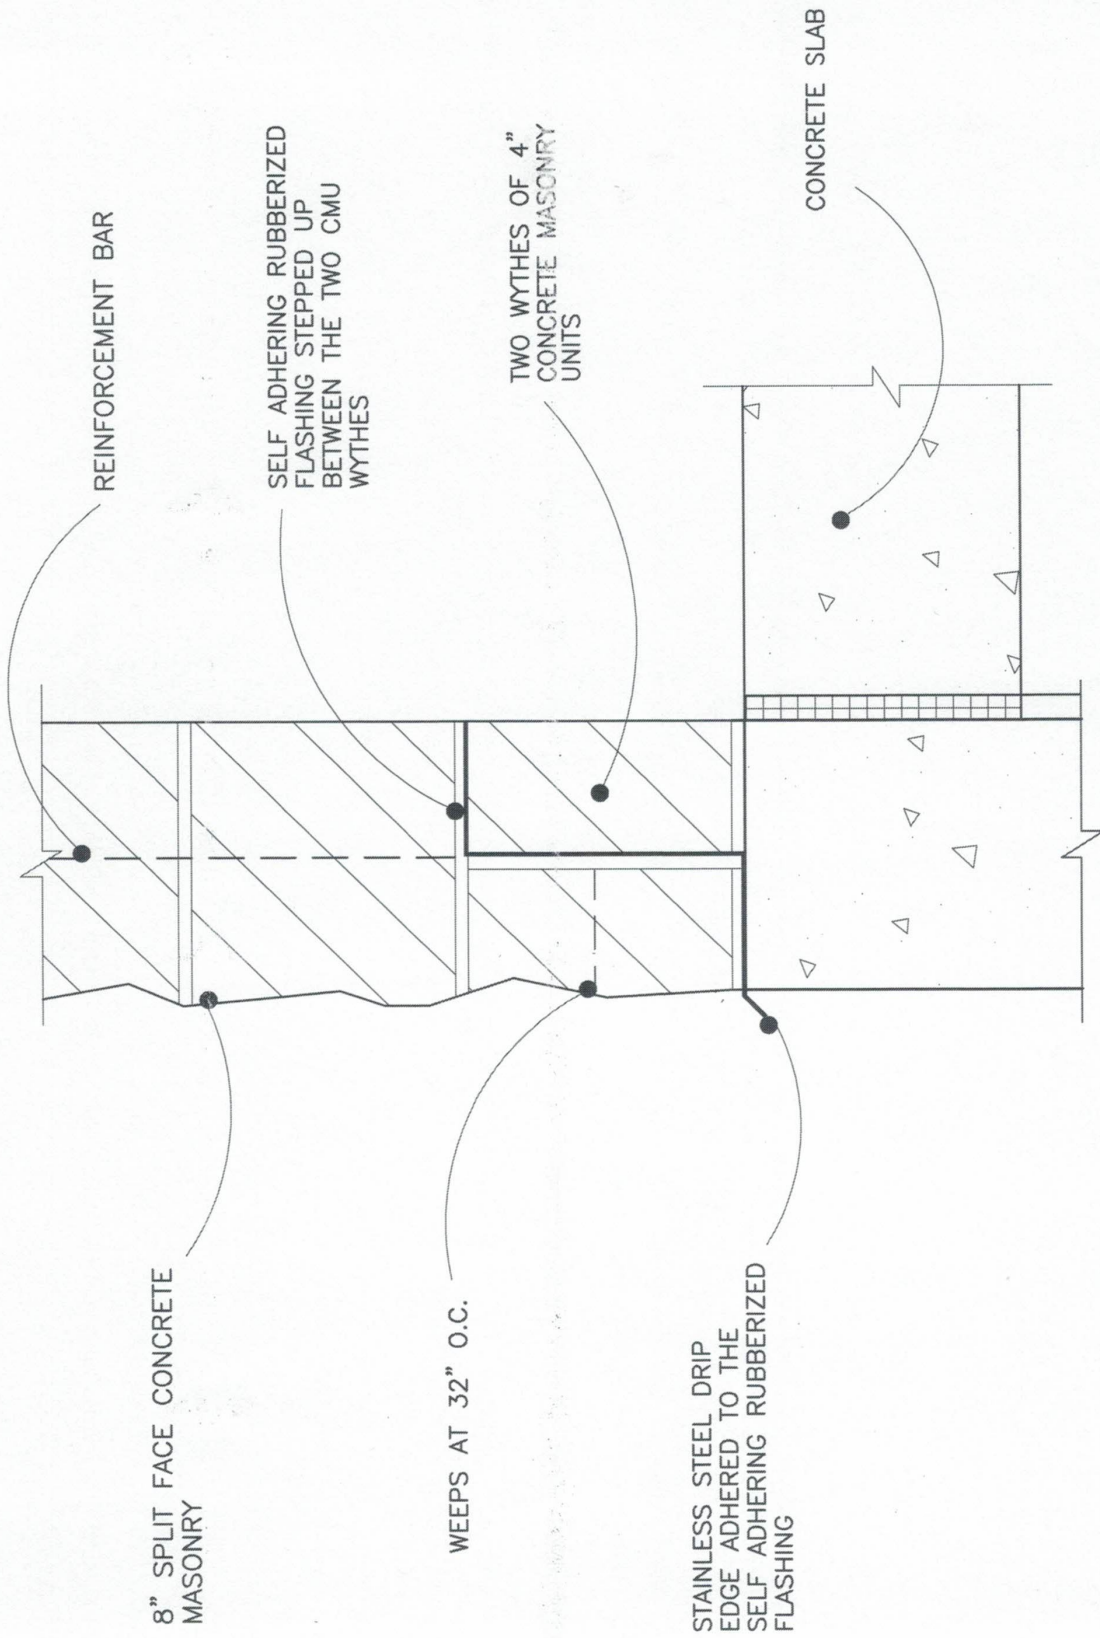 REINFORCEMENT BAR
SELF ADHERING RUBBERIZED
FLASHING STEPPED UP
BETWEEN THE TWO CMU
WYTHES
TWO WYTHES OF 4"
CONCRETE MASONRY
UNITS
CONCRETE SLAB
8" SPLIT FACE CONCRETE
MASONRY
WEEPS AT 32" O.C.
STAINLESS STEEL DRIP
EDGE ADHERED TO THE
SELF ADHERING RUBBERIZED
FLASHING